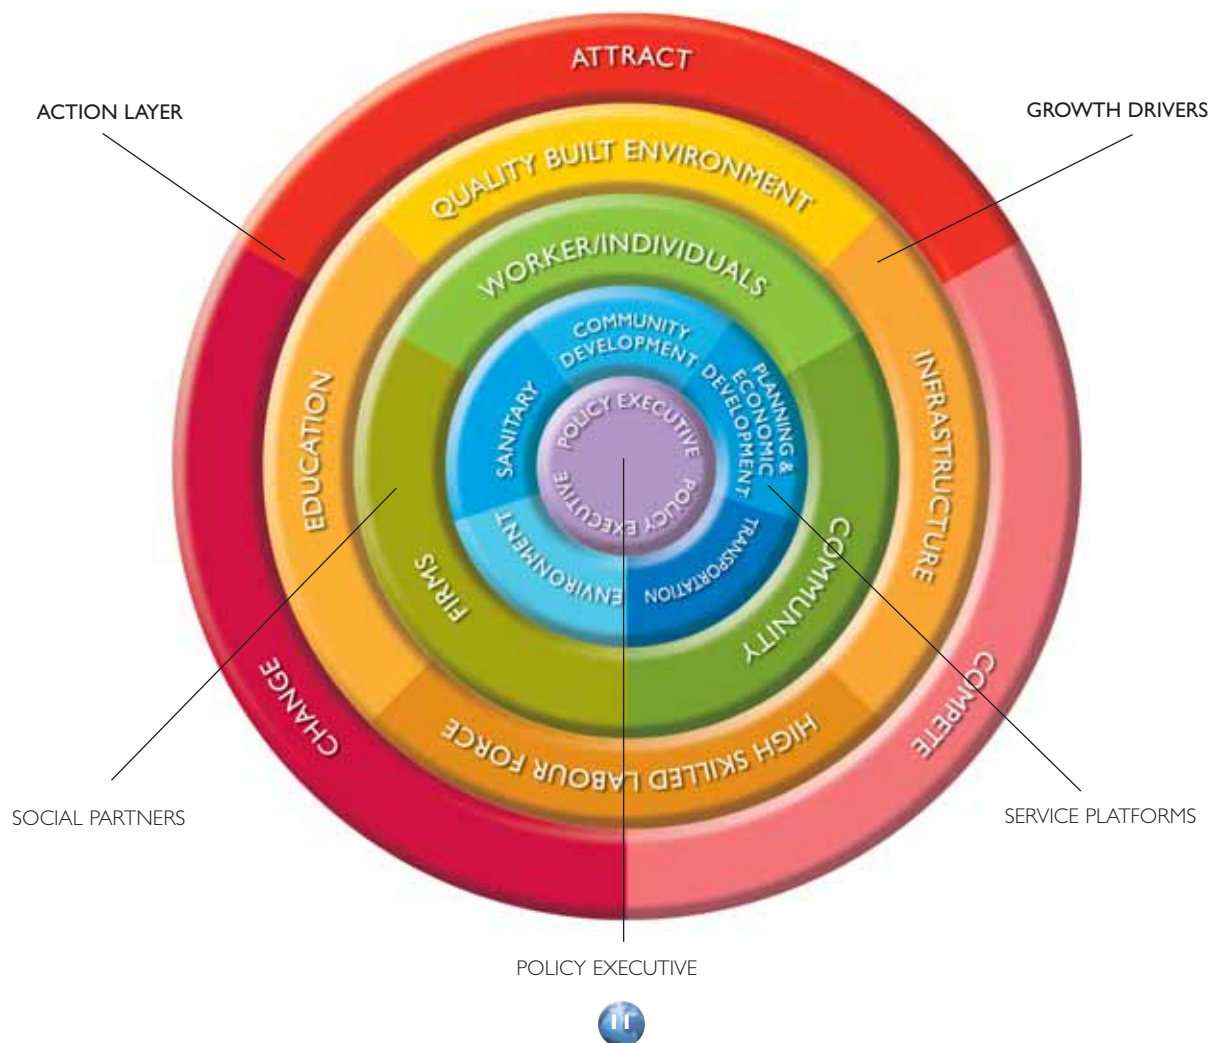 ATTRACT
ACTION LAYER
GROWTH DRIVERS
QUALITY BUILT ENVIRONMENT
WORKER/INDIVIDUALS
COMMUNITY
DEVELOPMENT
PLANNING &
ECONOMIC
DEVELOPMENT
SANITARY
POLICY EXECUTIVE
POLICY EXECUTIVE
ENVIRONMENT
TRANSPORTATION
EDUCATION
INFRASTRUCTURE
FIRMS
COMMUNITY
HIGH SKILLED LABOUR FORCE
CHANGE
COMPETE
SOCIAL PARTNERS
SERVICE PLATFORMS
POLICY EXECUTIVE
11